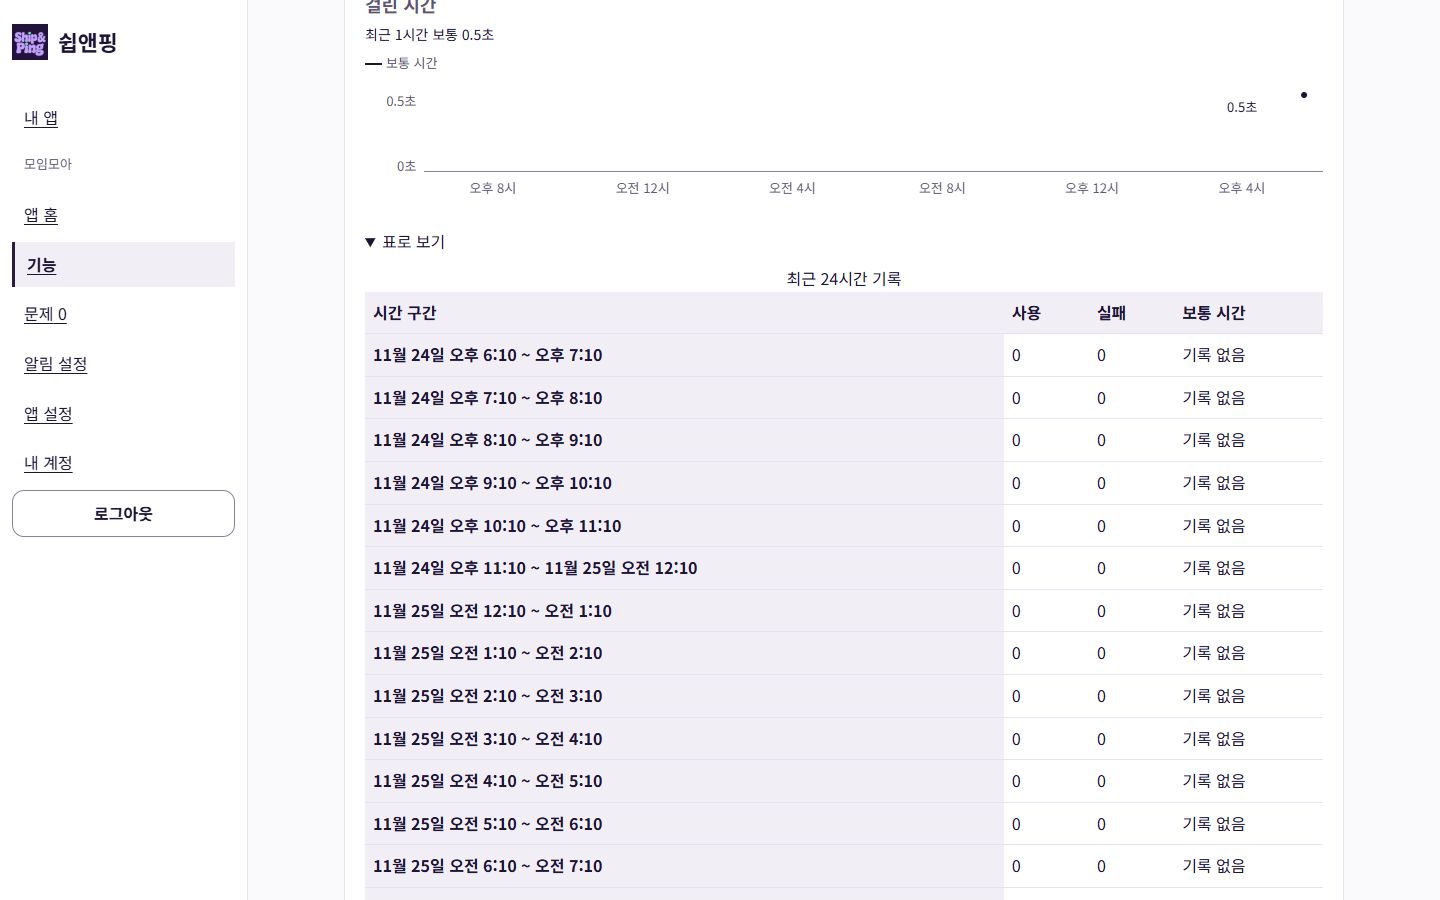 Ship&
Ping
쉽앤핑
내 앱
모임모아
앱 홈
기능
문제 0
알림 설정
앱 설정
내 계정
로그아웃
걸린 시간
최근 1시간 보통 0.5초
보통 시간
0.5초
0.5초
0초
오후 8시 오전 12시 오전 4시 오전 8시 오후 12시 오후 4시
▼ 표로 보기
최근 24시간 기록
시간 구간 사용 실패 보통 시간
11월 24일 오후 6:10 ~ 오후 7:10 0 0 기록 없음
11월 24일 오후 7:10 ~ 오후 8:10 0 0 기록 없음
11월 24일 오후 8:10 ~ 오후 9:10 0 0 기록 없음
11월 24일 오후 9:10 ~ 오후 10:10 0 0 기록 없음
11월 24일 오후 10:10 ~ 오후 11:10 0 0 기록 없음
11월 24일 오후 11:10 ~ 11월 25일 오전 12:10 0 0 기록 없음
11월 25일 오전 12:10 ~ 오전 1:10 0 0 기록 없음
11월 25일 오전 1:10 ~ 오전 2:10 0 0 기록 없음
11월 25일 오전 2:10 ~ 오전 3:10 0 0 기록 없음
11월 25일 오전 3:10 ~ 오전 4:10 0 0 기록 없음
11월 25일 오전 4:10 ~ 오전 5:10 0 0 기록 없음
11월 25일 오전 5:10 ~ 오전 6:10 0 0 기록 없음
11월 25일 오전 6:10 ~ 오전 7:10 0 0 기록 없음